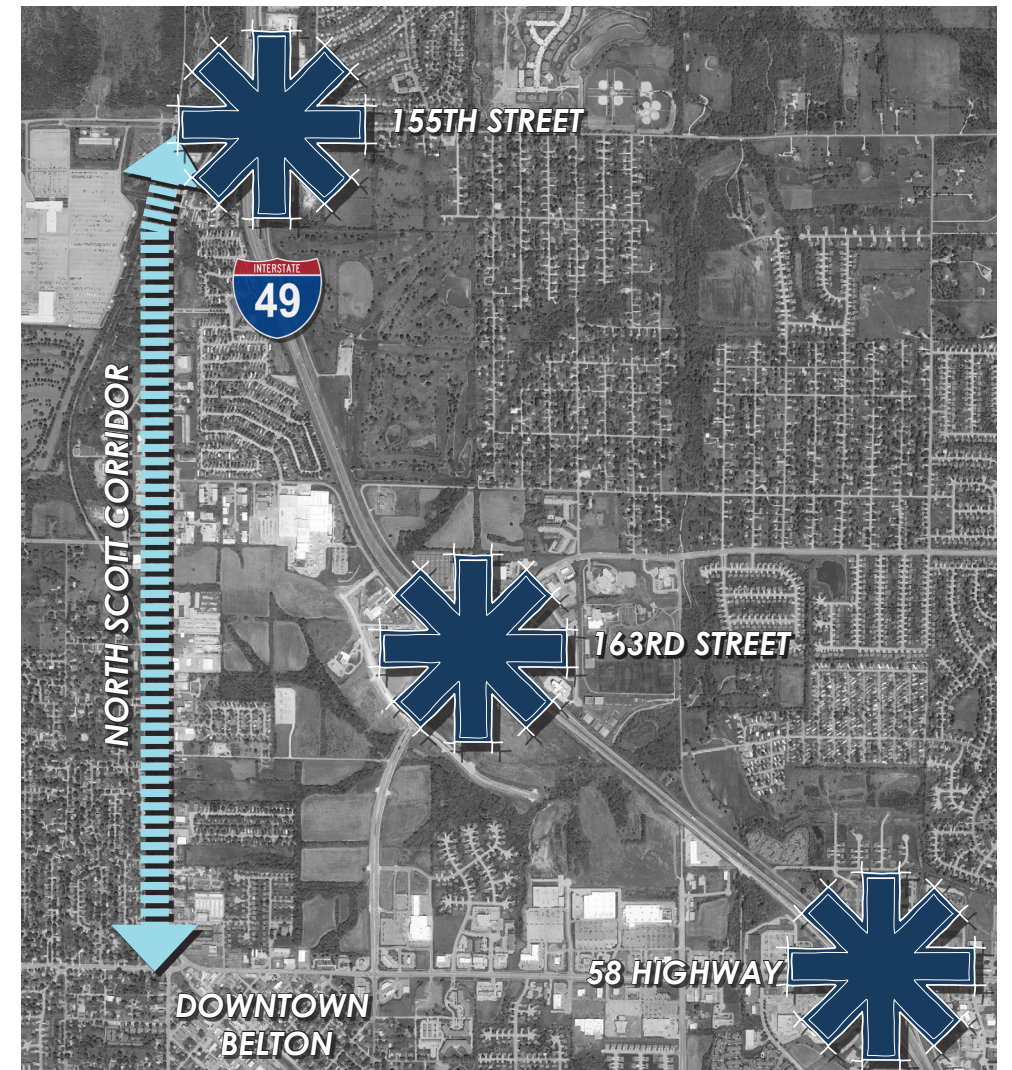 155TH STREET
INTERSTATE
49
NORTH SCOTT CORRIDOR
163RD STREET
58 HIGHWAY
DOWNTOWN
BELTON